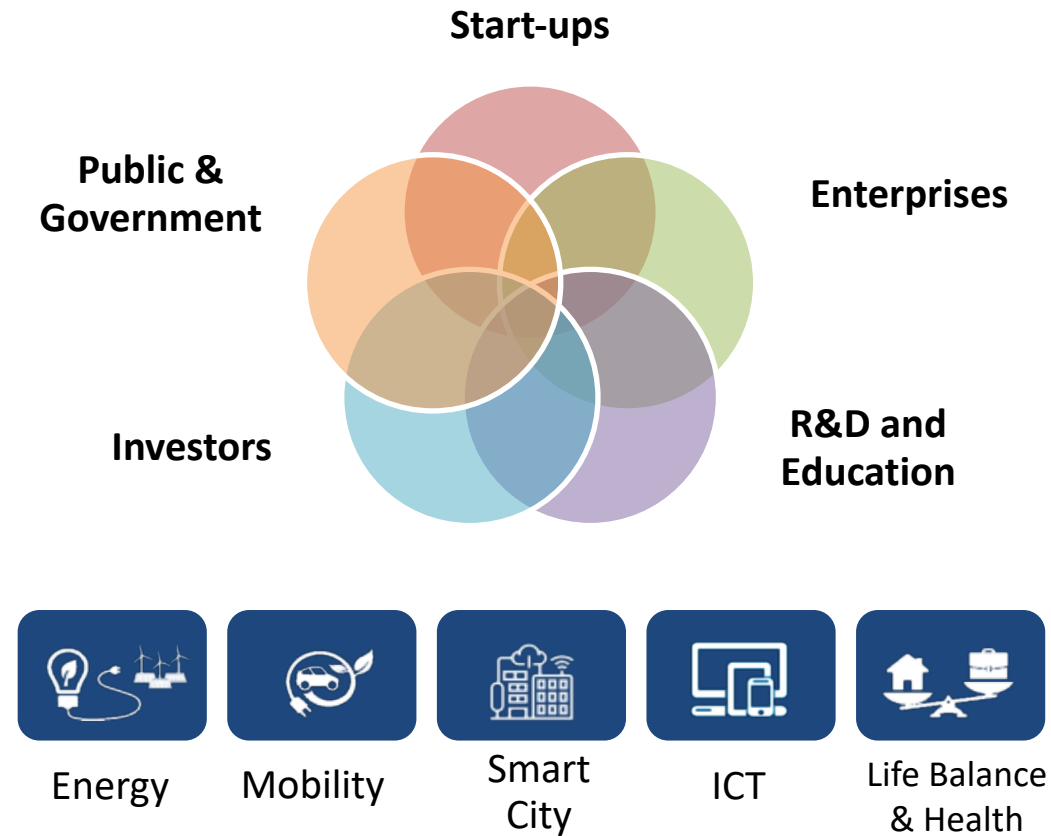 Start-ups
Public &
Government
Enterprises
Investors
R&D and
Education
Energy
Mobility
Smart
City
ICT
Life Balance
& Health